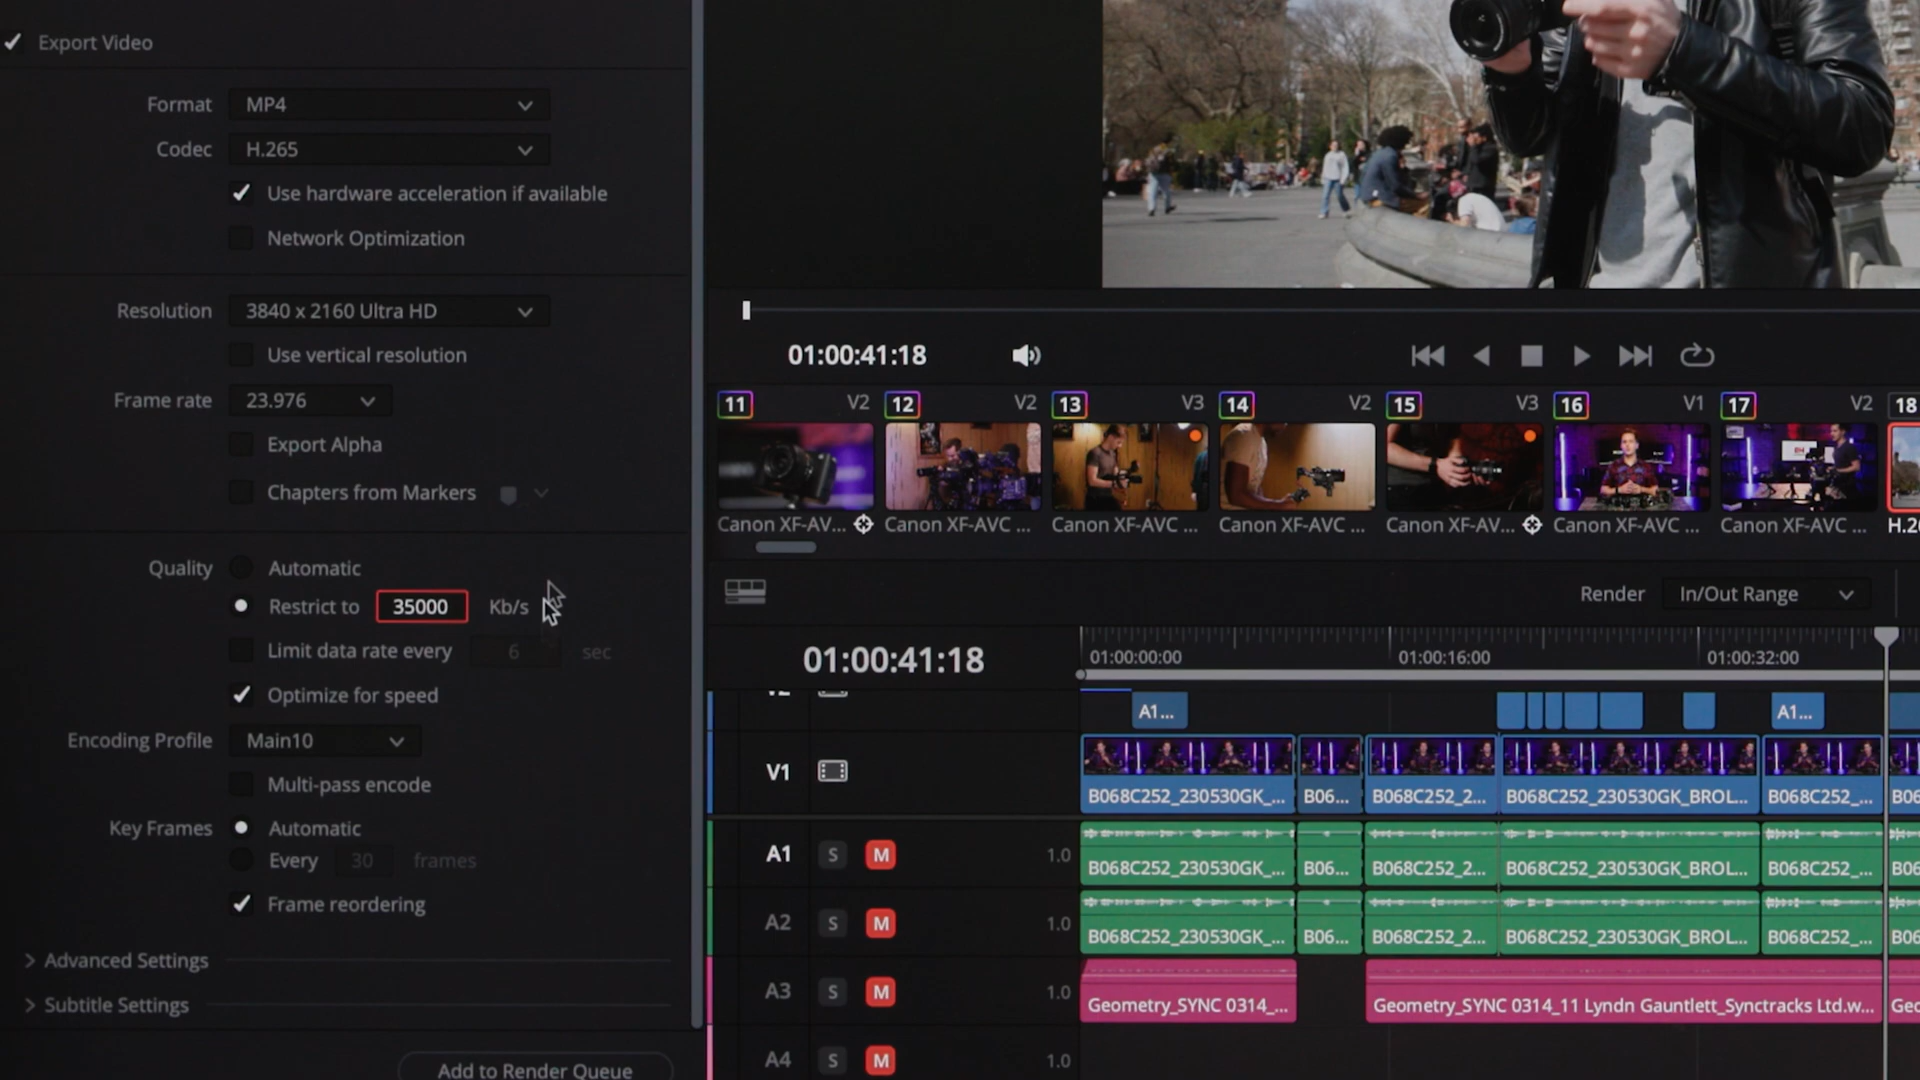 Export Video
Format MP4
Codec H.265
Use hardware acceleration if available
Network Optimization
Resolution 3840 x 2160 Ultra HD
Use vertical resolution
Frame rate 23.976
Export Alpha
Chapters from Markers
Quality Automatic
Restrict to 35000 Kb/s
Limit data rate every 6 sec
Optimize for speed
Encoding Profile Main10
Multi-pass encode
Key Frames Automatic
Every 30 frames
Frame reordering
Advanced Settings
Subtitle Settings
Add to Render Queue
01:00:41:18
11 V2 12 V2 13 V3 14 V2 15 V3 16 V1 17 V2 18
Canon XF-AV... Canon XF-AVC ... Canon XF-AVC ... Canon XF-AVC ... Canon XF-AV... Canon XF-AVC ... Canon XF-AVC ... H.2
Render In/Out Range
01:00:41:18
01:00:00:00 01:00:16:00 01:00:32:00
A1... A1...
V1
B068C252_230530GK_... B06... B068C252_2... B068C252_230530GK_BROL... B068C252_... B06
A1 S M 1.0
B068C252_230530GK_... B06... B068C252_2... B068C252_230530GK_BROL... B068C252_... B06
A2 S M 1.0
B068C252_230530GK_... B06... B068C252_2... B068C252_230530GK_BROL... B068C252_... B06
A3 S M 1.0
Geometry_SYNC 0314_... Geometry_SYNC 0314_11 Lyndn Gauntlett_Synctracks Ltd.w... Geo
A4 S M 1.0